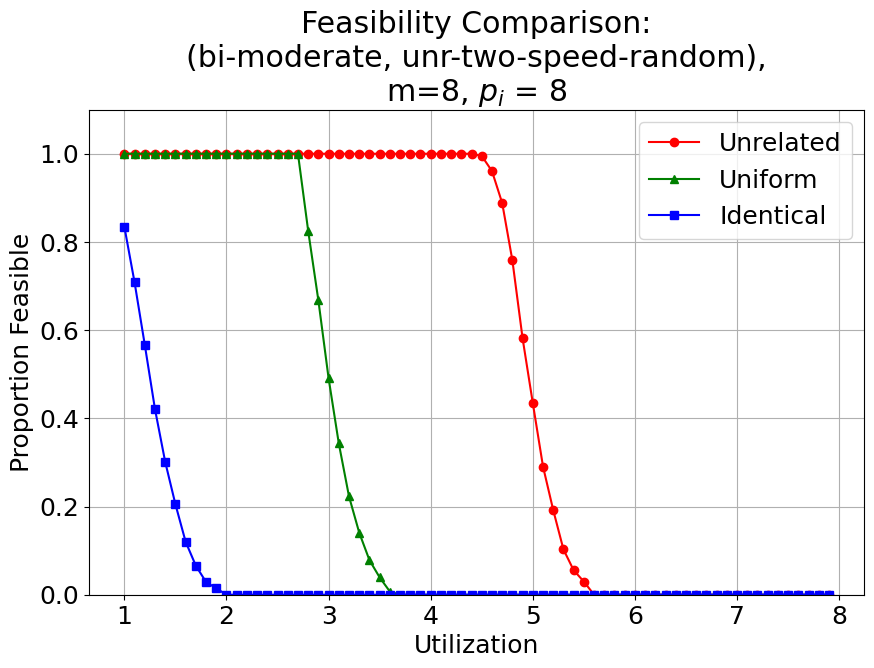 Feasibility Comparison:
(bi-moderate, unr-two-speed-random),
m=8, $p_i$ = 8
Unrelated
Uniform
Identical
Proportion Feasible
1.0
0.8
0.6
0.4
0.2
0.0
1 2 3 4 5 6 7 8
Utilization